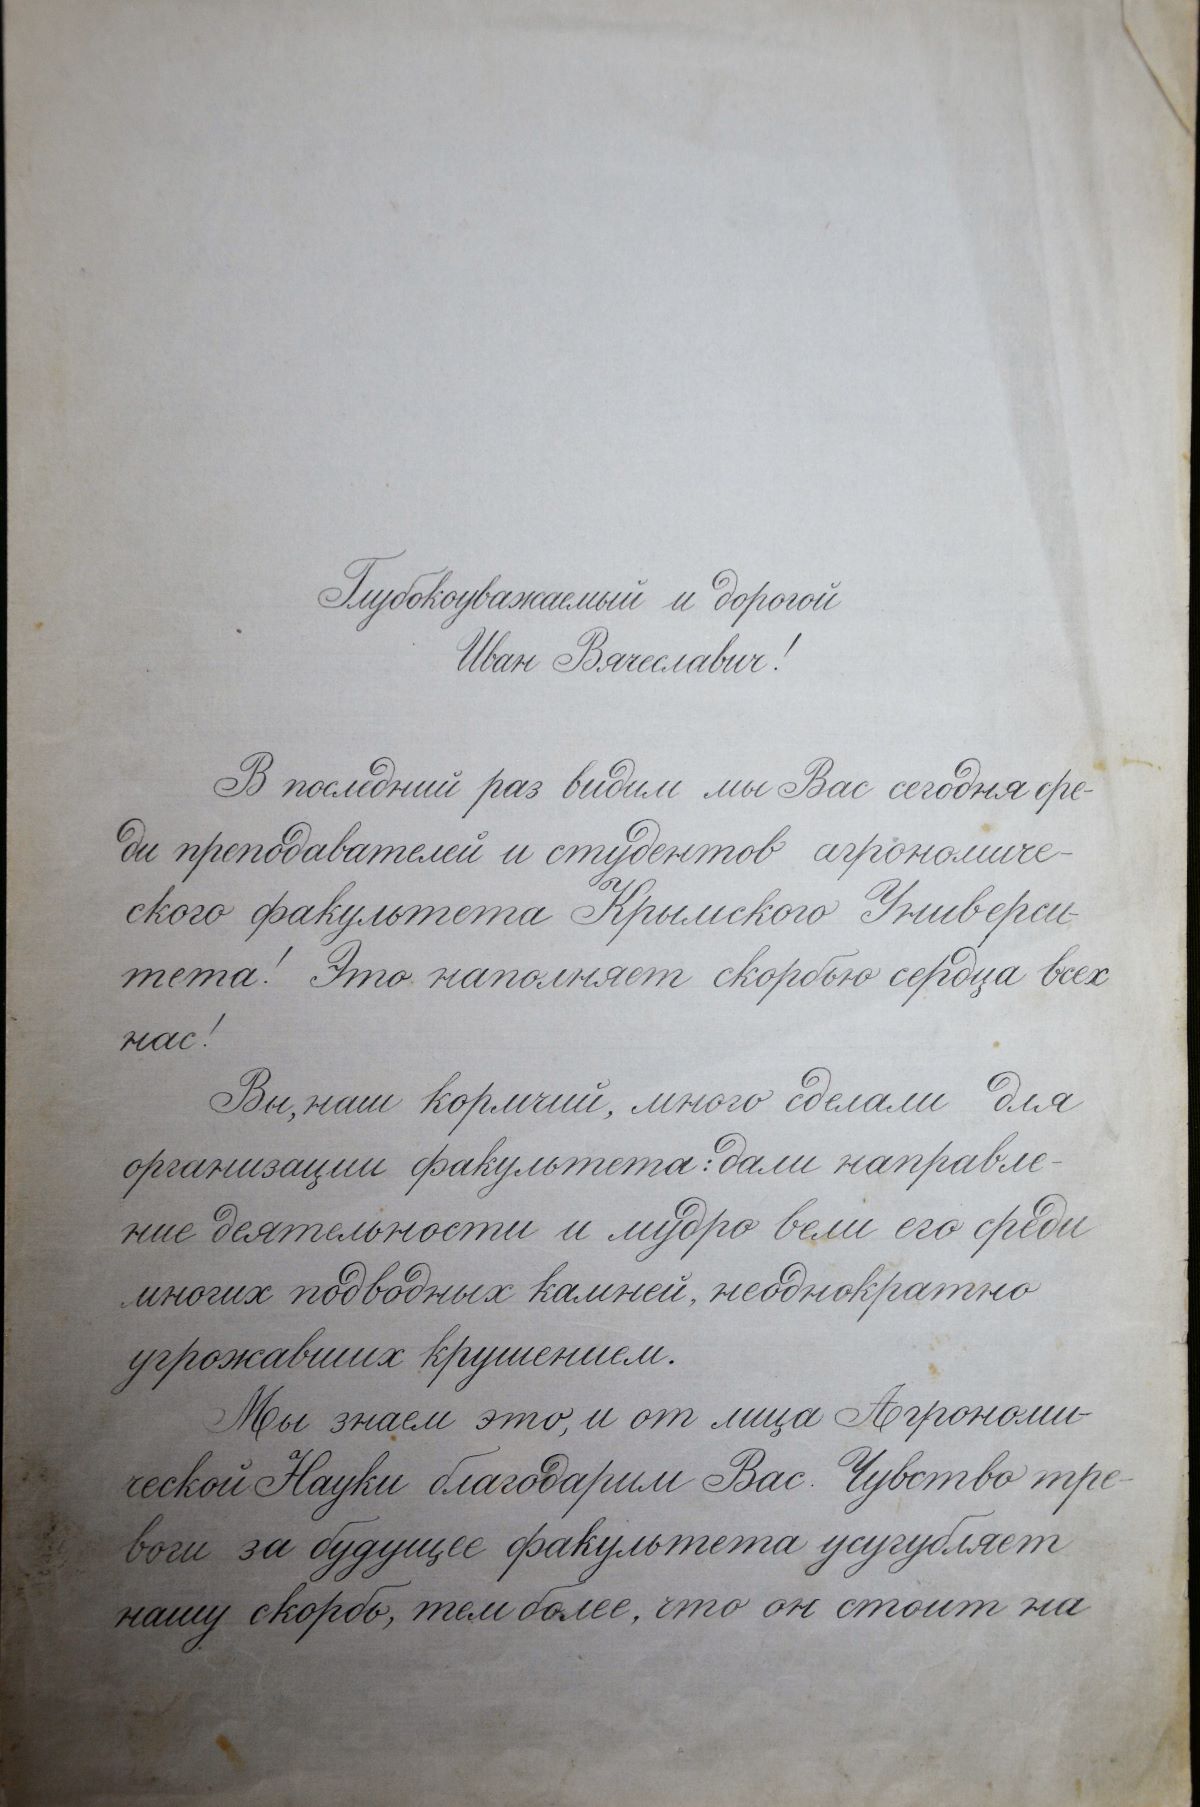 Глубокоуважаемый и дорогой
Иван Вячеславич!
В последний раз видим мы Вас сегодня сре-
ди преподавателей и студентов агрономиче-
ского факультета Крымского Универси-
тета! Это наполняет скорбью сердца всех
нас!
Вы, наш кормчий, много сделали для
организации факультета: дали направле-
ние деятельности и мудро вели его среди
многих подводных камней, неоднократно
угрожавших крушением.
Мы знаем это, и от лица Агрономи-
ческой Науки благодарим Вас. Чувство тре-
воги за будущее факультета усугубляет
нашу скорбь, тем более, что он стоит на